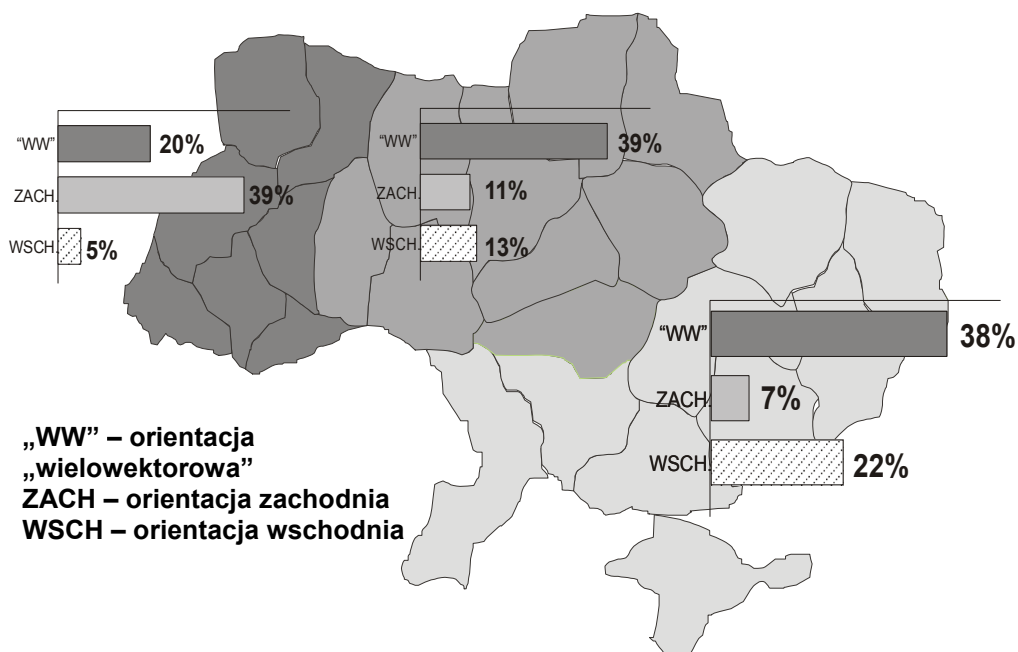 “WW” 20%
ZACH. 39%
WSCH. 5%
“WW” 39%
ZACH. 11%
WSCH. 13%
“WW” 38%
ZACH. 7%
WSCH. 22%
„WW” – orientacja
„wielowektorowa”
ZACH – orientacja zachodnia
WSCH – orientacja wschodnia